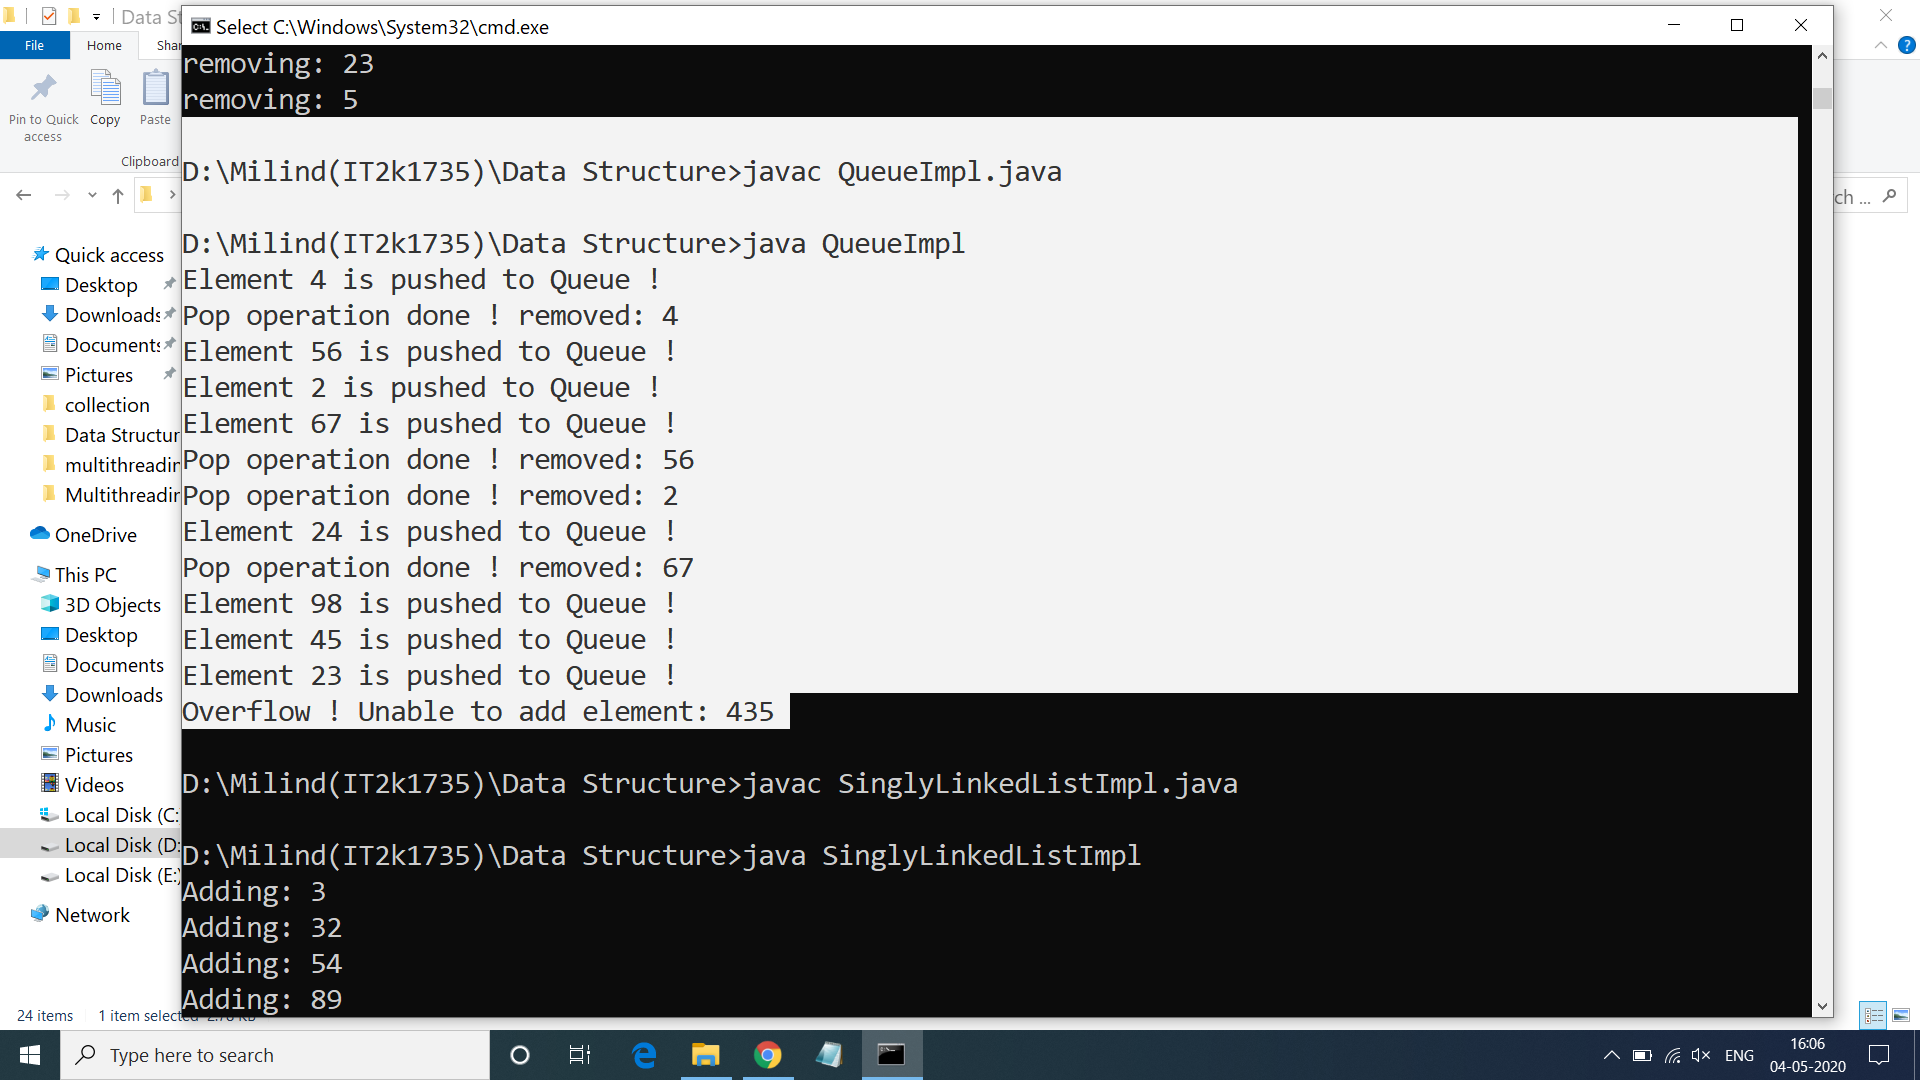 Data St
Select C:\Windows\System32\cmd.exe
File
Home
Shar
Pin to Quick
access
Copy
Paste
Clipboard
ch ...
Quick access
Desktop
Downloads
Documents
Pictures
collection
Data Structur
multithreadin
Multithreadin
OneDrive
This PC
3D Objects
Desktop
Documents
Downloads
Music
Pictures
Videos
Local Disk (C:
Local Disk (D:
Local Disk (E:)
Network
24 items
1 item selected
removing: 23
removing: 5
D:\Milind(IT2k1735)\Data Structure>javac QueueImpl.java
D:\Milind(IT2k1735)\Data Structure>java QueueImpl
Element 4 is pushed to Queue !
Pop operation done ! removed: 4
Element 56 is pushed to Queue !
Element 2 is pushed to Queue !
Element 67 is pushed to Queue !
Pop operation done ! removed: 56
Pop operation done ! removed: 2
Element 24 is pushed to Queue !
Pop operation done ! removed: 67
Element 98 is pushed to Queue !
Element 45 is pushed to Queue !
Element 23 is pushed to Queue !
Overflow ! Unable to add element: 435
D:\Milind(IT2k1735)\Data Structure>javac SinglyLinkedListImpl.java
D:\Milind(IT2k1735)\Data Structure>java SinglyLinkedListImpl
Adding: 3
Adding: 32
Adding: 54
Adding: 89
Type here to search
ENG
16:06
04-05-2020